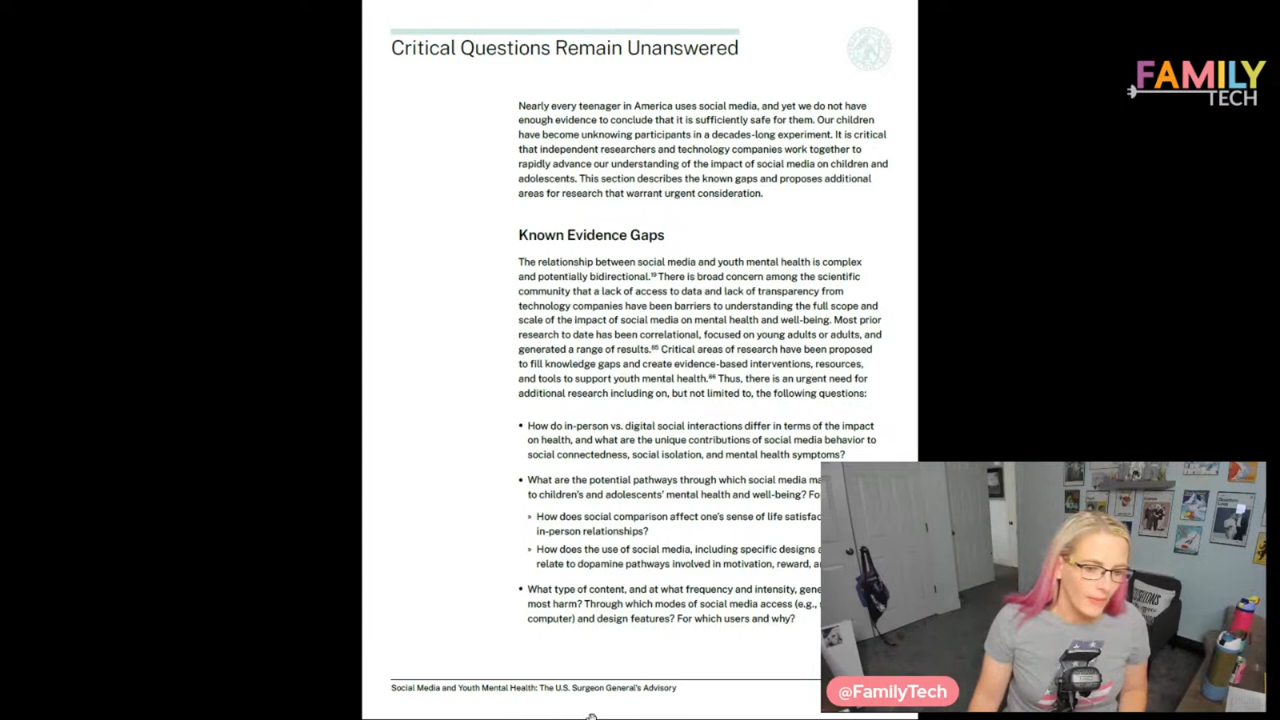 Critical Questions Remain Unanswered
FAMILY
TECH
Nearly every teenager in America uses social media, and yet we do not have
enough evidence to conclude that it is sufficiently safe for them. Our children
have become unknowing participants in a decades-long experiment. It is critical
that independent researchers and technology companies work together to
rapidly advance our understanding of the impact of social media on children and
adolescents. This section describes the known gaps and proposes additional
areas for research that warrant urgent consideration.
Known Evidence Gaps
The relationship between social media and youth mental health is complex
and potentially bidirectional.¹⁹ There is broad concern among the scientific
community that a lack of access to data and lack of transparency from
technology companies have been barriers to understanding the full scope and
scale of the impact of social media on mental health and well-being. Most prior
research to date has been correlational, focused on young adults or adults, and
generated a range of results.⁸⁵ Critical areas of research have been proposed
to fill knowledge gaps and create evidence-based interventions, resources,
and tools to support youth mental health.⁸⁶ Thus, there is an urgent need for
additional research including on, but not limited to, the following questions:
• How do in-person vs. digital social interactions differ in terms of the impact
on health, and what are the unique contributions of social media behavior to
social connectedness, social isolation, and mental health symptoms?
• What are the potential pathways through which social media
to children's and adolescents' mental health and well-being?
» How does social comparison affect one's sense of life
in-person relationships?
» How does the use of social media, including specific designs
relate to dopamine pathways involved in motivation, reward,
• What type of content, and at what frequency and intensity,
most harm? Through which modes of social media access (e.g.,
computer) and design features? For which users and why?
Social Media and Youth Mental Health: The U.S. Surgeon General's Advisory
@FamilyTech